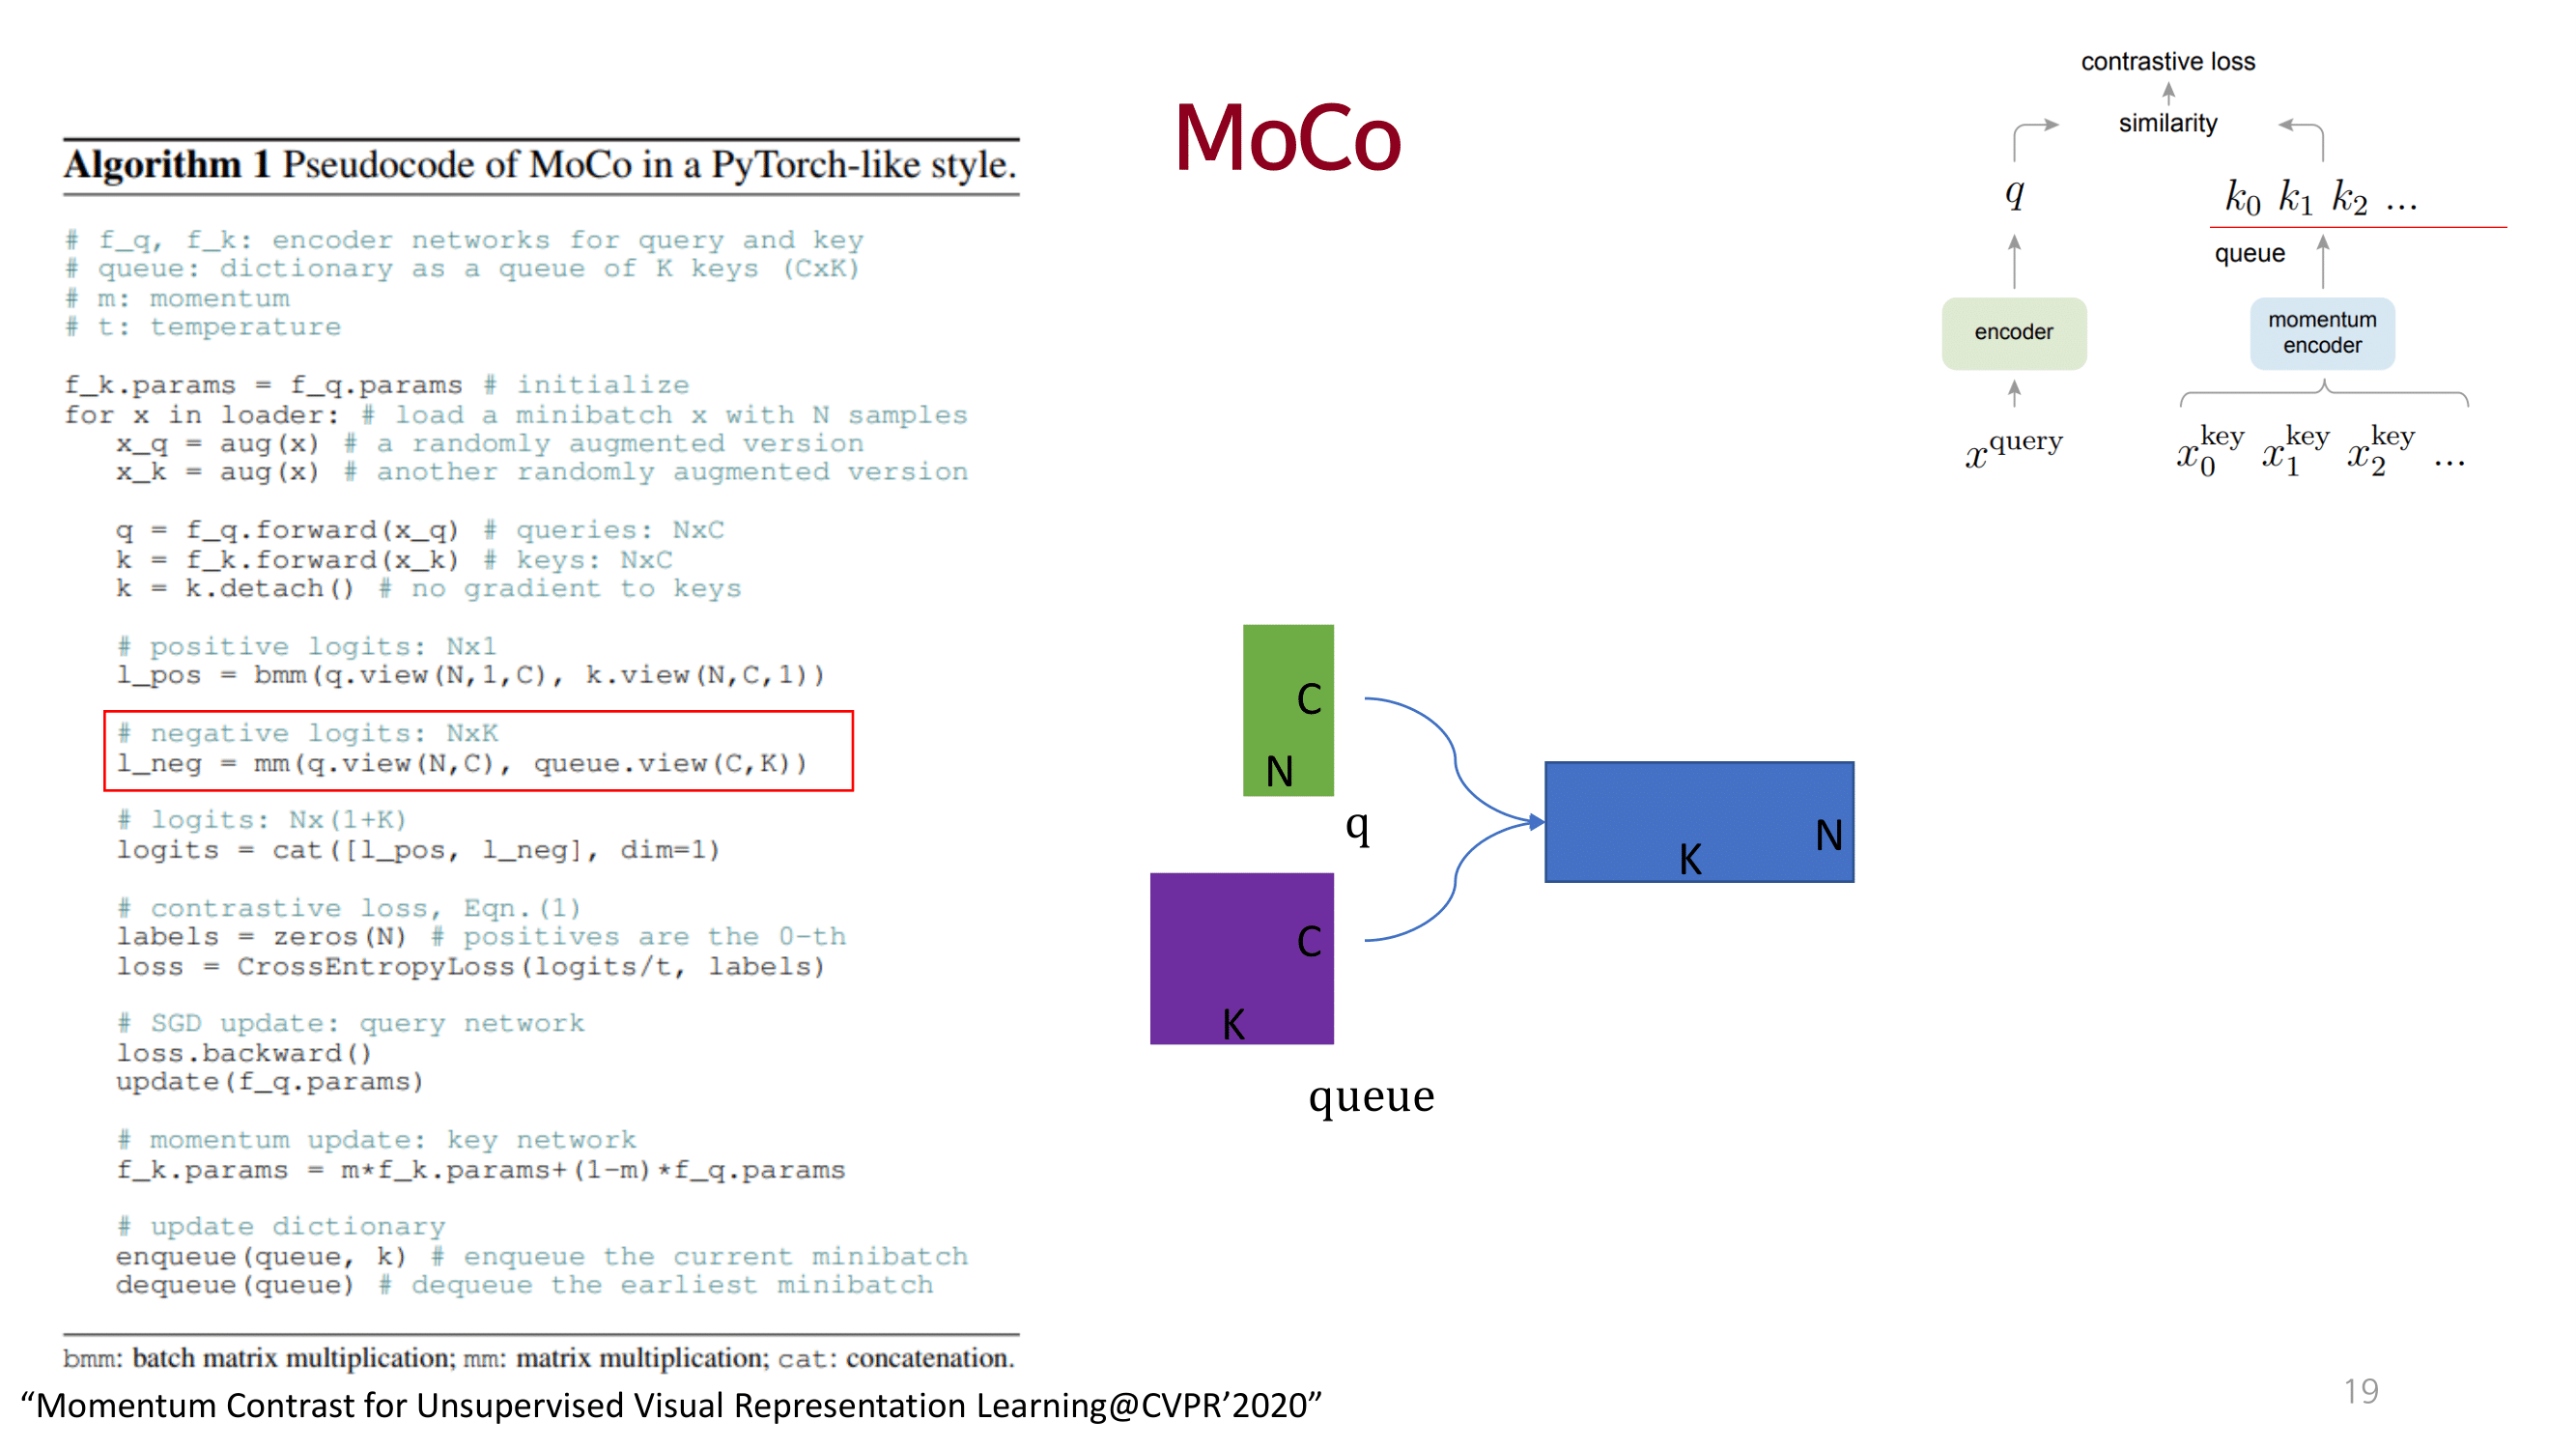 MoCo
Algorithm 1 Pseudocode of MoCo in a PyTorch-like style.
# f_q, f_k: encoder networks for query and key
# queue: dictionary as a queue of K keys (CxK)
# m: momentum
# t: temperature
f_k.params = f_q.params # initialize
for x in loader: # load a minibatch x with N samples
x_q = aug(x) # a randomly augmented version
x_k = aug(x) # another randomly augmented version
q = f_q.forward(x_q) # queries: NxC
k = f_k.forward(x_k) # keys: NxC
k = k.detach() # no gradient to keys
# positive logits: Nx1
l_pos = bmm(q.view(N,1,C), k.view(N,C,1))
# negative logits: NxK
l_neg = mm(q.view(N,C), queue.view(C,K))
# logits: Nx(1+K)
logits = cat([l_pos, l_neg], dim=1)
# contrastive loss, Eqn.(1)
labels = zeros(N) # positives are the 0-th
loss = CrossEntropyLoss(logits/t, labels)
# SGD update: query network
loss.backward()
update(f_q.params)
# momentum update: key network
f_k.params = m*f_k.params+(1-m)*f_q.params
# update dictionary
enqueue(queue, k) # enqueue the current minibatch
dequeue(queue) # dequeue the earliest minibatch
bmm: batch matrix multiplication; mm: matrix multiplication; cat: concatenation.
“Momentum Contrast for Unsupervised Visual Representation Learning@CVPR’2020”
C
N
q
C
K
queue
N
K
contrastive loss
similarity
q
k0 k1 k2 ...
queue
encoder
momentum
encoder
x^query
x0^key x1^key x2^key ...
19